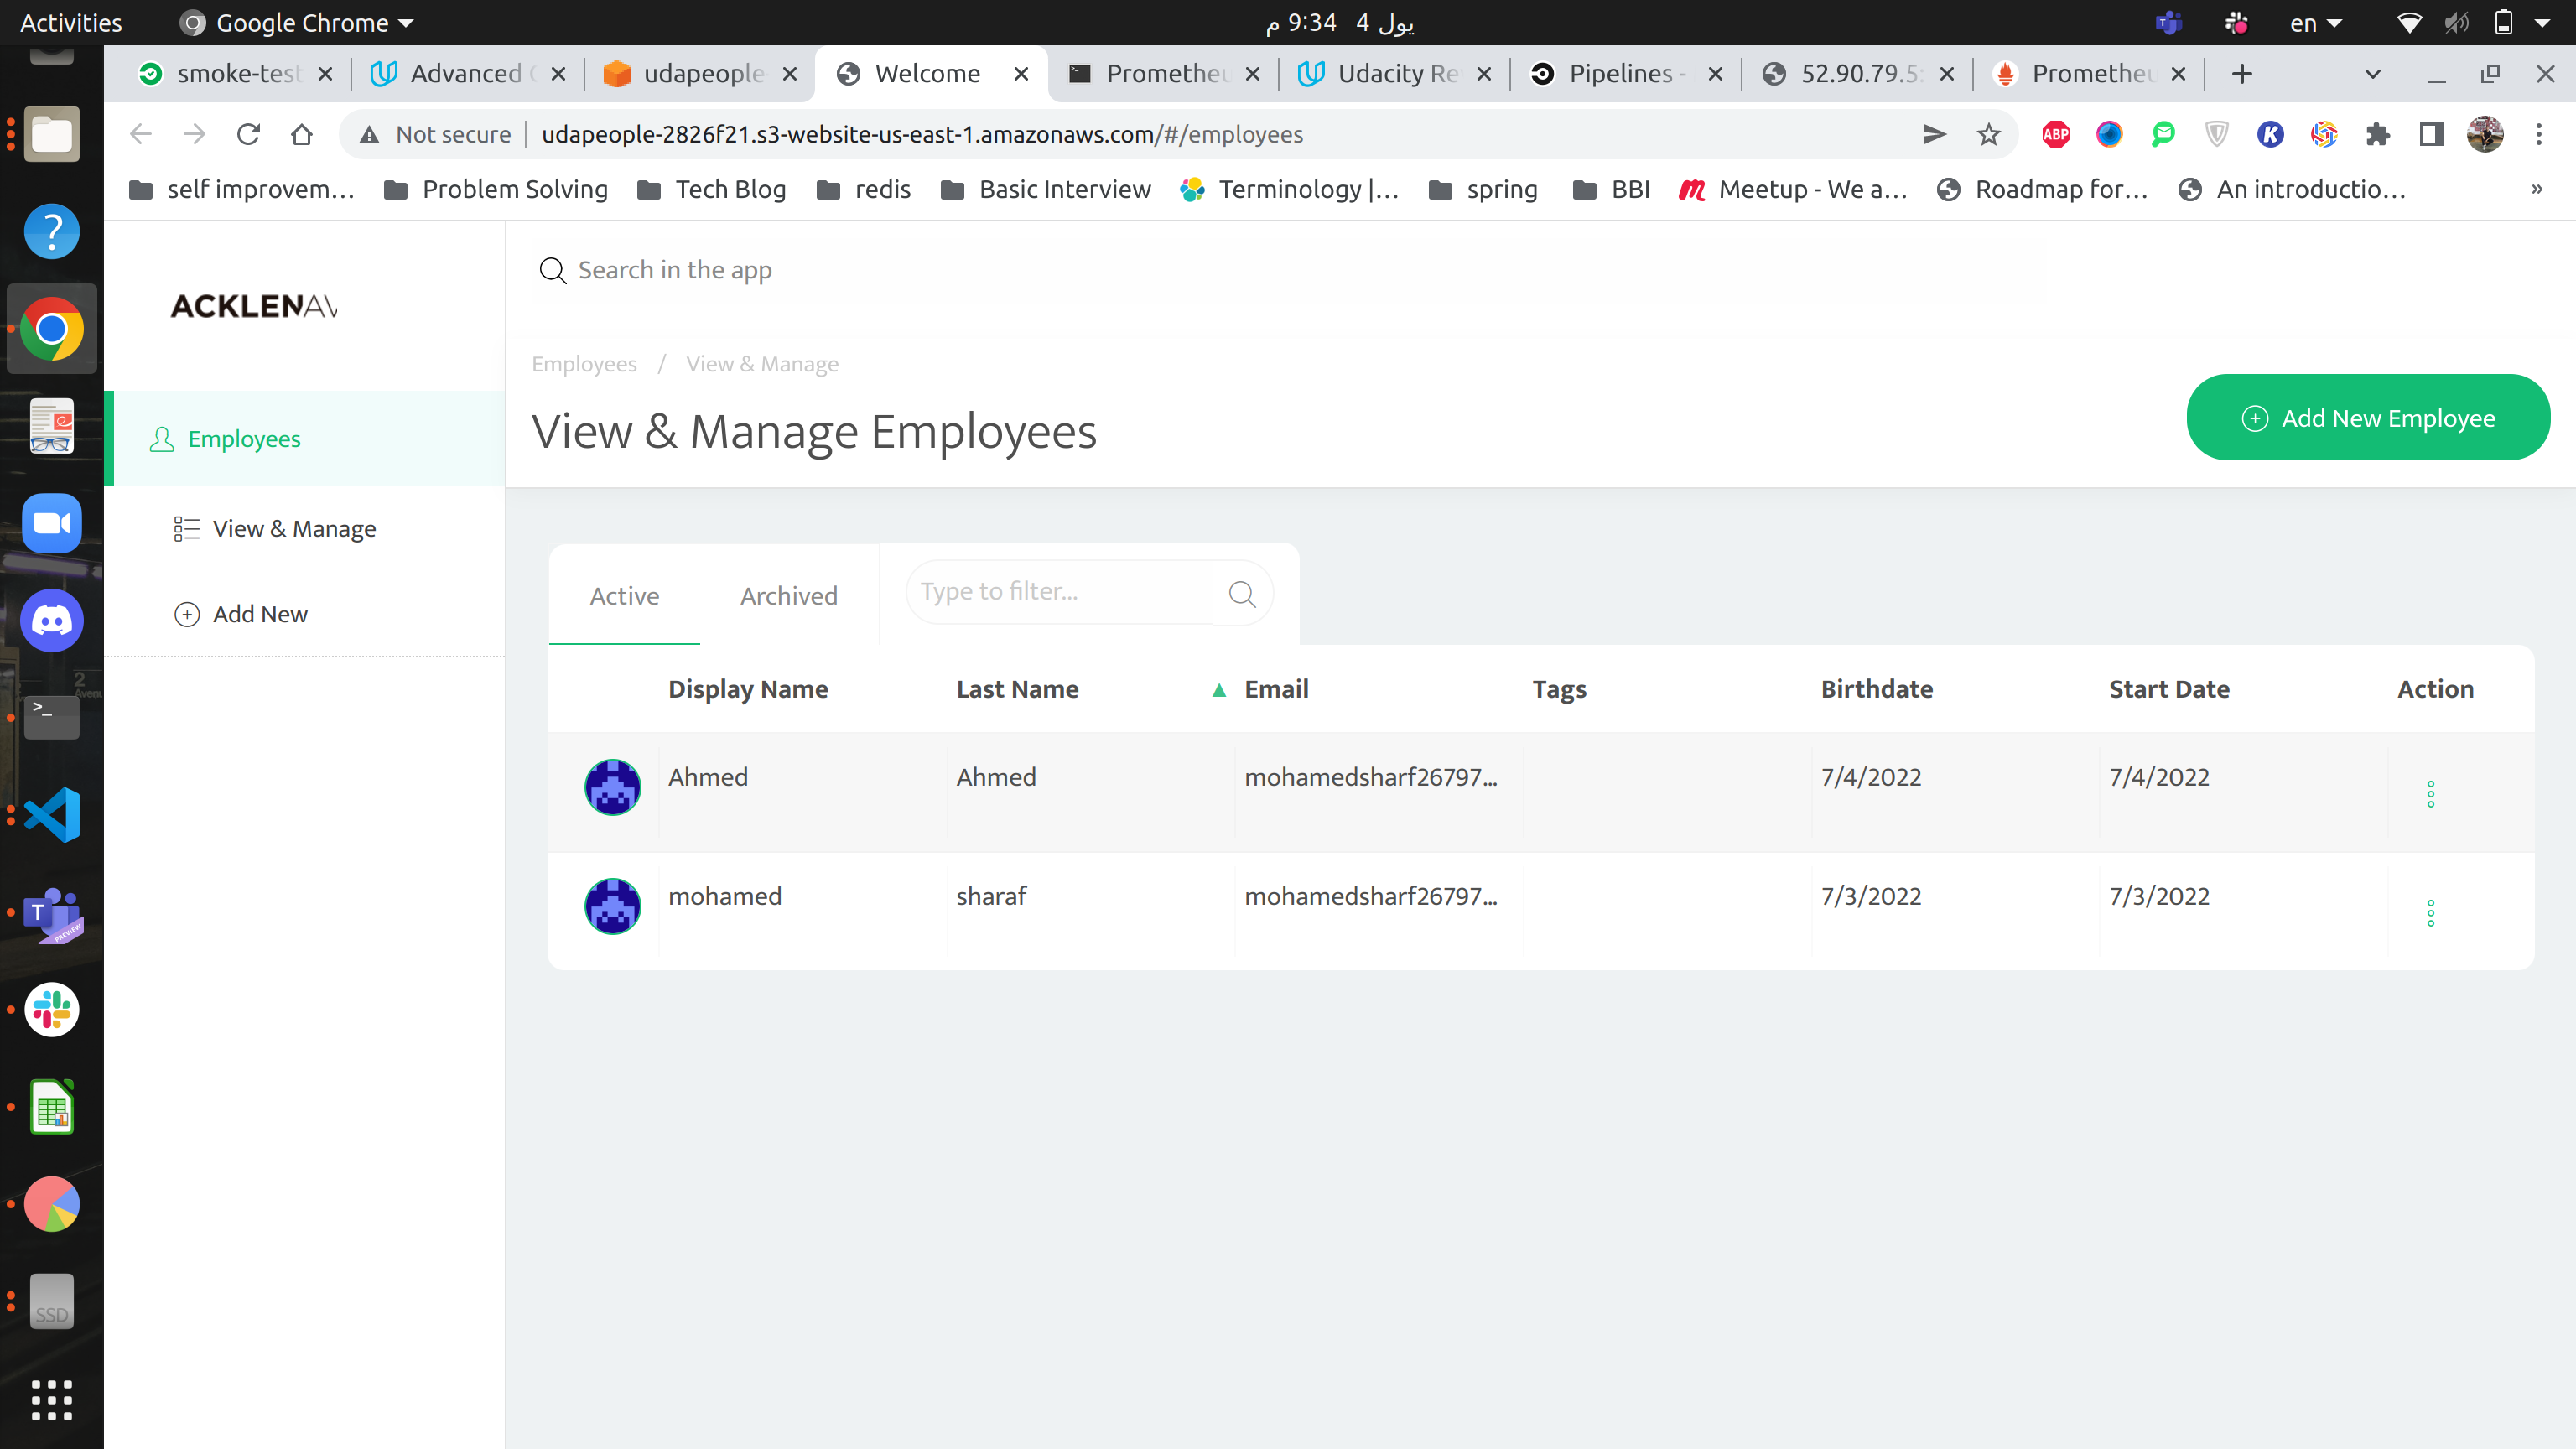 Activities Google Chrome 9:34 م 4 يول en
smoke-test Advanced udapeople Welcome Prometheu Udacity Re Pipelines - 52.90.79.5: Prometheu
Not secure udapeople-2826f21.s3-website-us-east-1.amazonaws.com/#/employees
self improvem... Problem Solving Tech Blog redis Basic Interview Terminology |... spring BBI Meetup - We a... Roadmap for... An introductio... »
ACKLENAV
Search in the app
Employees / View & Manage
View & Manage Employees
Add New Employee
Employees
View & Manage
Add New
Active Archived Type to filter...
Display Name Last Name Email Tags Birthdate Start Date Action
Ahmed Ahmed mohamedsharf26797... 7/4/2022 7/4/2022
mohamed sharaf mohamedsharf26797... 7/3/2022 7/3/2022
ABP
PREVIEW
SSD